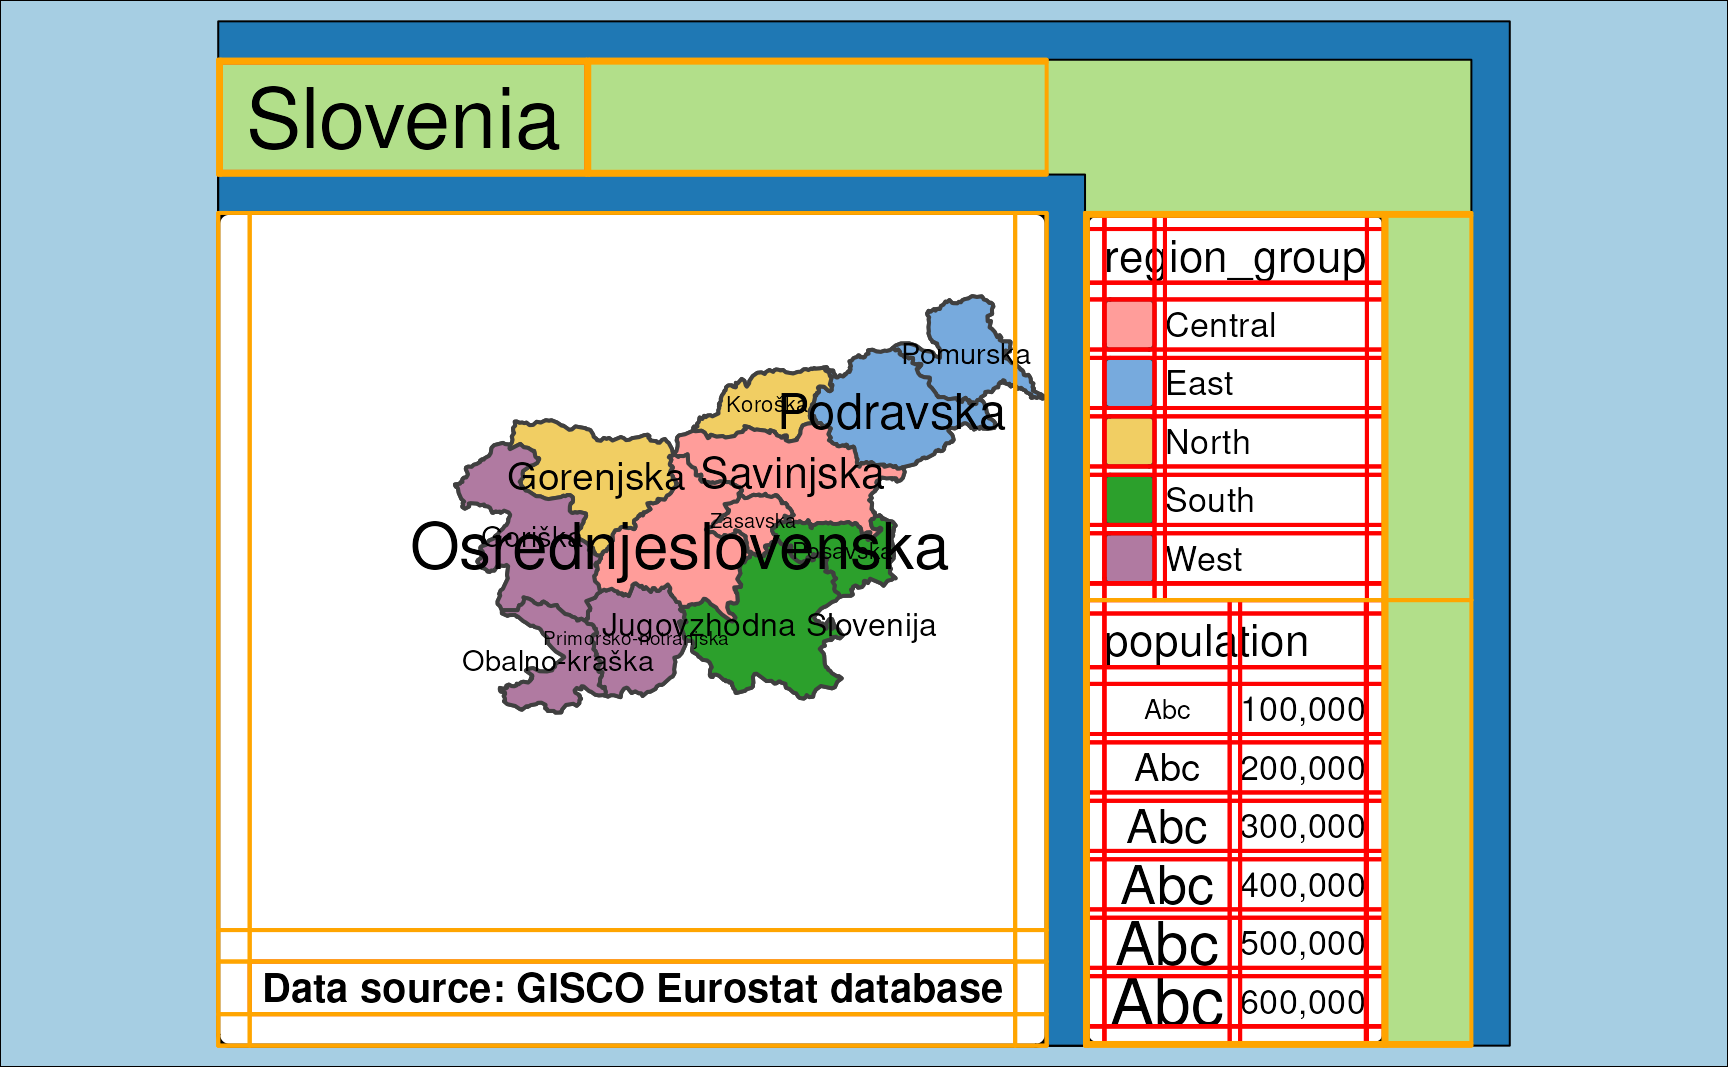 Slovenia
Pomurska
Koroška
Podravska
Savinjska
Gorenjska
Zasavska
Goriška
Osrednjeslovenska
Posavska
Jugovzhodna Slovenija
Primorsko-notranjska
Obalno-kraška
Data source: GISCO Eurostat database
region_group
Central
East
North
South
West
population
Abc 100,000
Abc 200,000
Abc 300,000
Abc 400,000
Abc 500,000
Abc 600,000